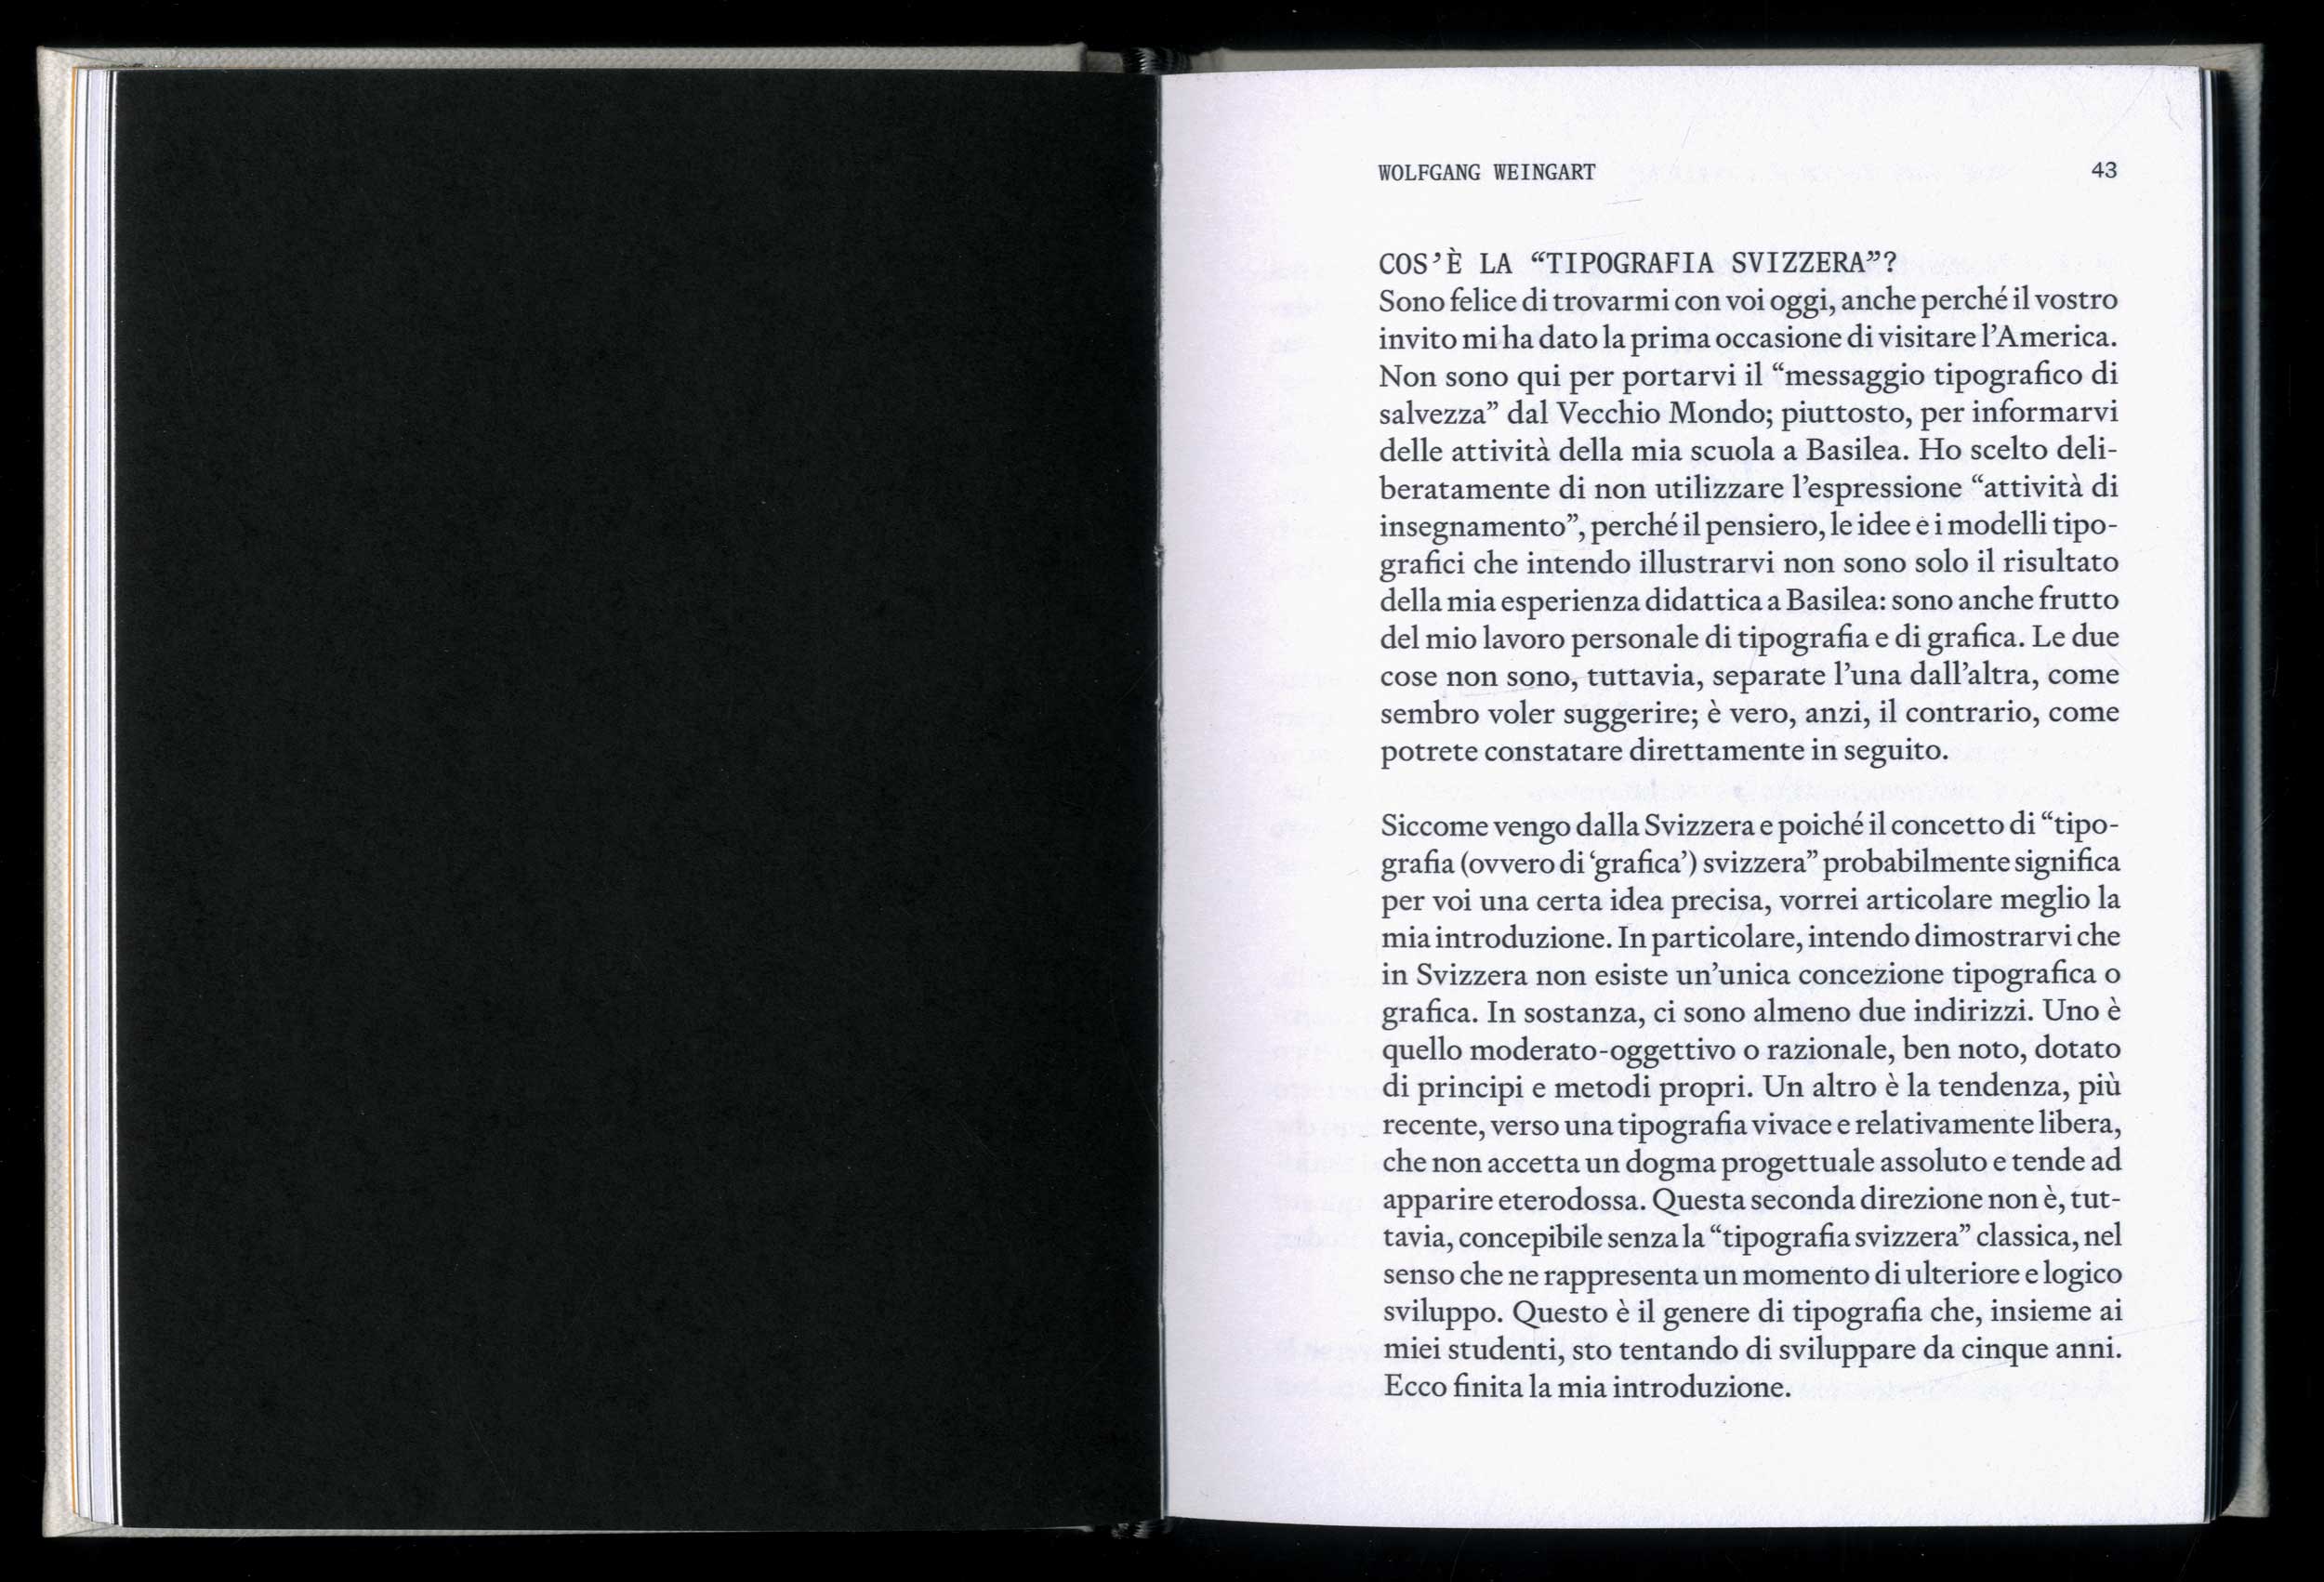 WOLFGANG WEINGART 43
COS’È LA “TIPOGRAFIA SVIZZERA”?
Sono felice di trovarmi con voi oggi, anche perché il vostro
invito mi ha dato la prima occasione di visitare l’America.
Non sono qui per portarvi il “messaggio tipografico di
salvezza” dal Vecchio Mondo; piuttosto, per informarvi
delle attività della mia scuola a Basilea. Ho scelto deli-
beratamente di non utilizzare l’espressione “attività di
insegnamento”, perché il pensiero, le idee e i modelli tipo-
grafici che intendo illustrarvi non sono solo il risultato
della mia esperienza didattica a Basilea: sono anche frutto
del mio lavoro personale di tipografia e di grafica. Le due
cose non sono, tuttavia, separate l’una dall’altra, come
sembro voler suggerire; è vero, anzi, il contrario, come
potrete constatare direttamente in seguito.
Siccome vengo dalla Svizzera e poiché il concetto di “tipo-
grafia (ovvero di ‘grafica’) svizzera” probabilmente significa
per voi una certa idea precisa, vorrei articolare meglio la
mia introduzione. In particolare, intendo dimostrarvi che
in Svizzera non esiste un’unica concezione tipografica o
grafica. In sostanza, ci sono almeno due indirizzi. Uno è
quello moderato-oggettivo o razionale, ben noto, dotato
di principi e metodi propri. Un altro è la tendenza, più
recente, verso una tipografia vivace e relativamente libera,
che non accetta un dogma progettuale assoluto e tende ad
apparire eterodossa. Questa seconda direzione non è, tut-
tavia, concepibile senza la “tipografia svizzera” classica, nel
senso che ne rappresenta un momento di ulteriore e logico
sviluppo. Questo è il genere di tipografia che, insieme ai
miei studenti, sto tentando di sviluppare da cinque anni.
Ecco finita la mia introduzione.